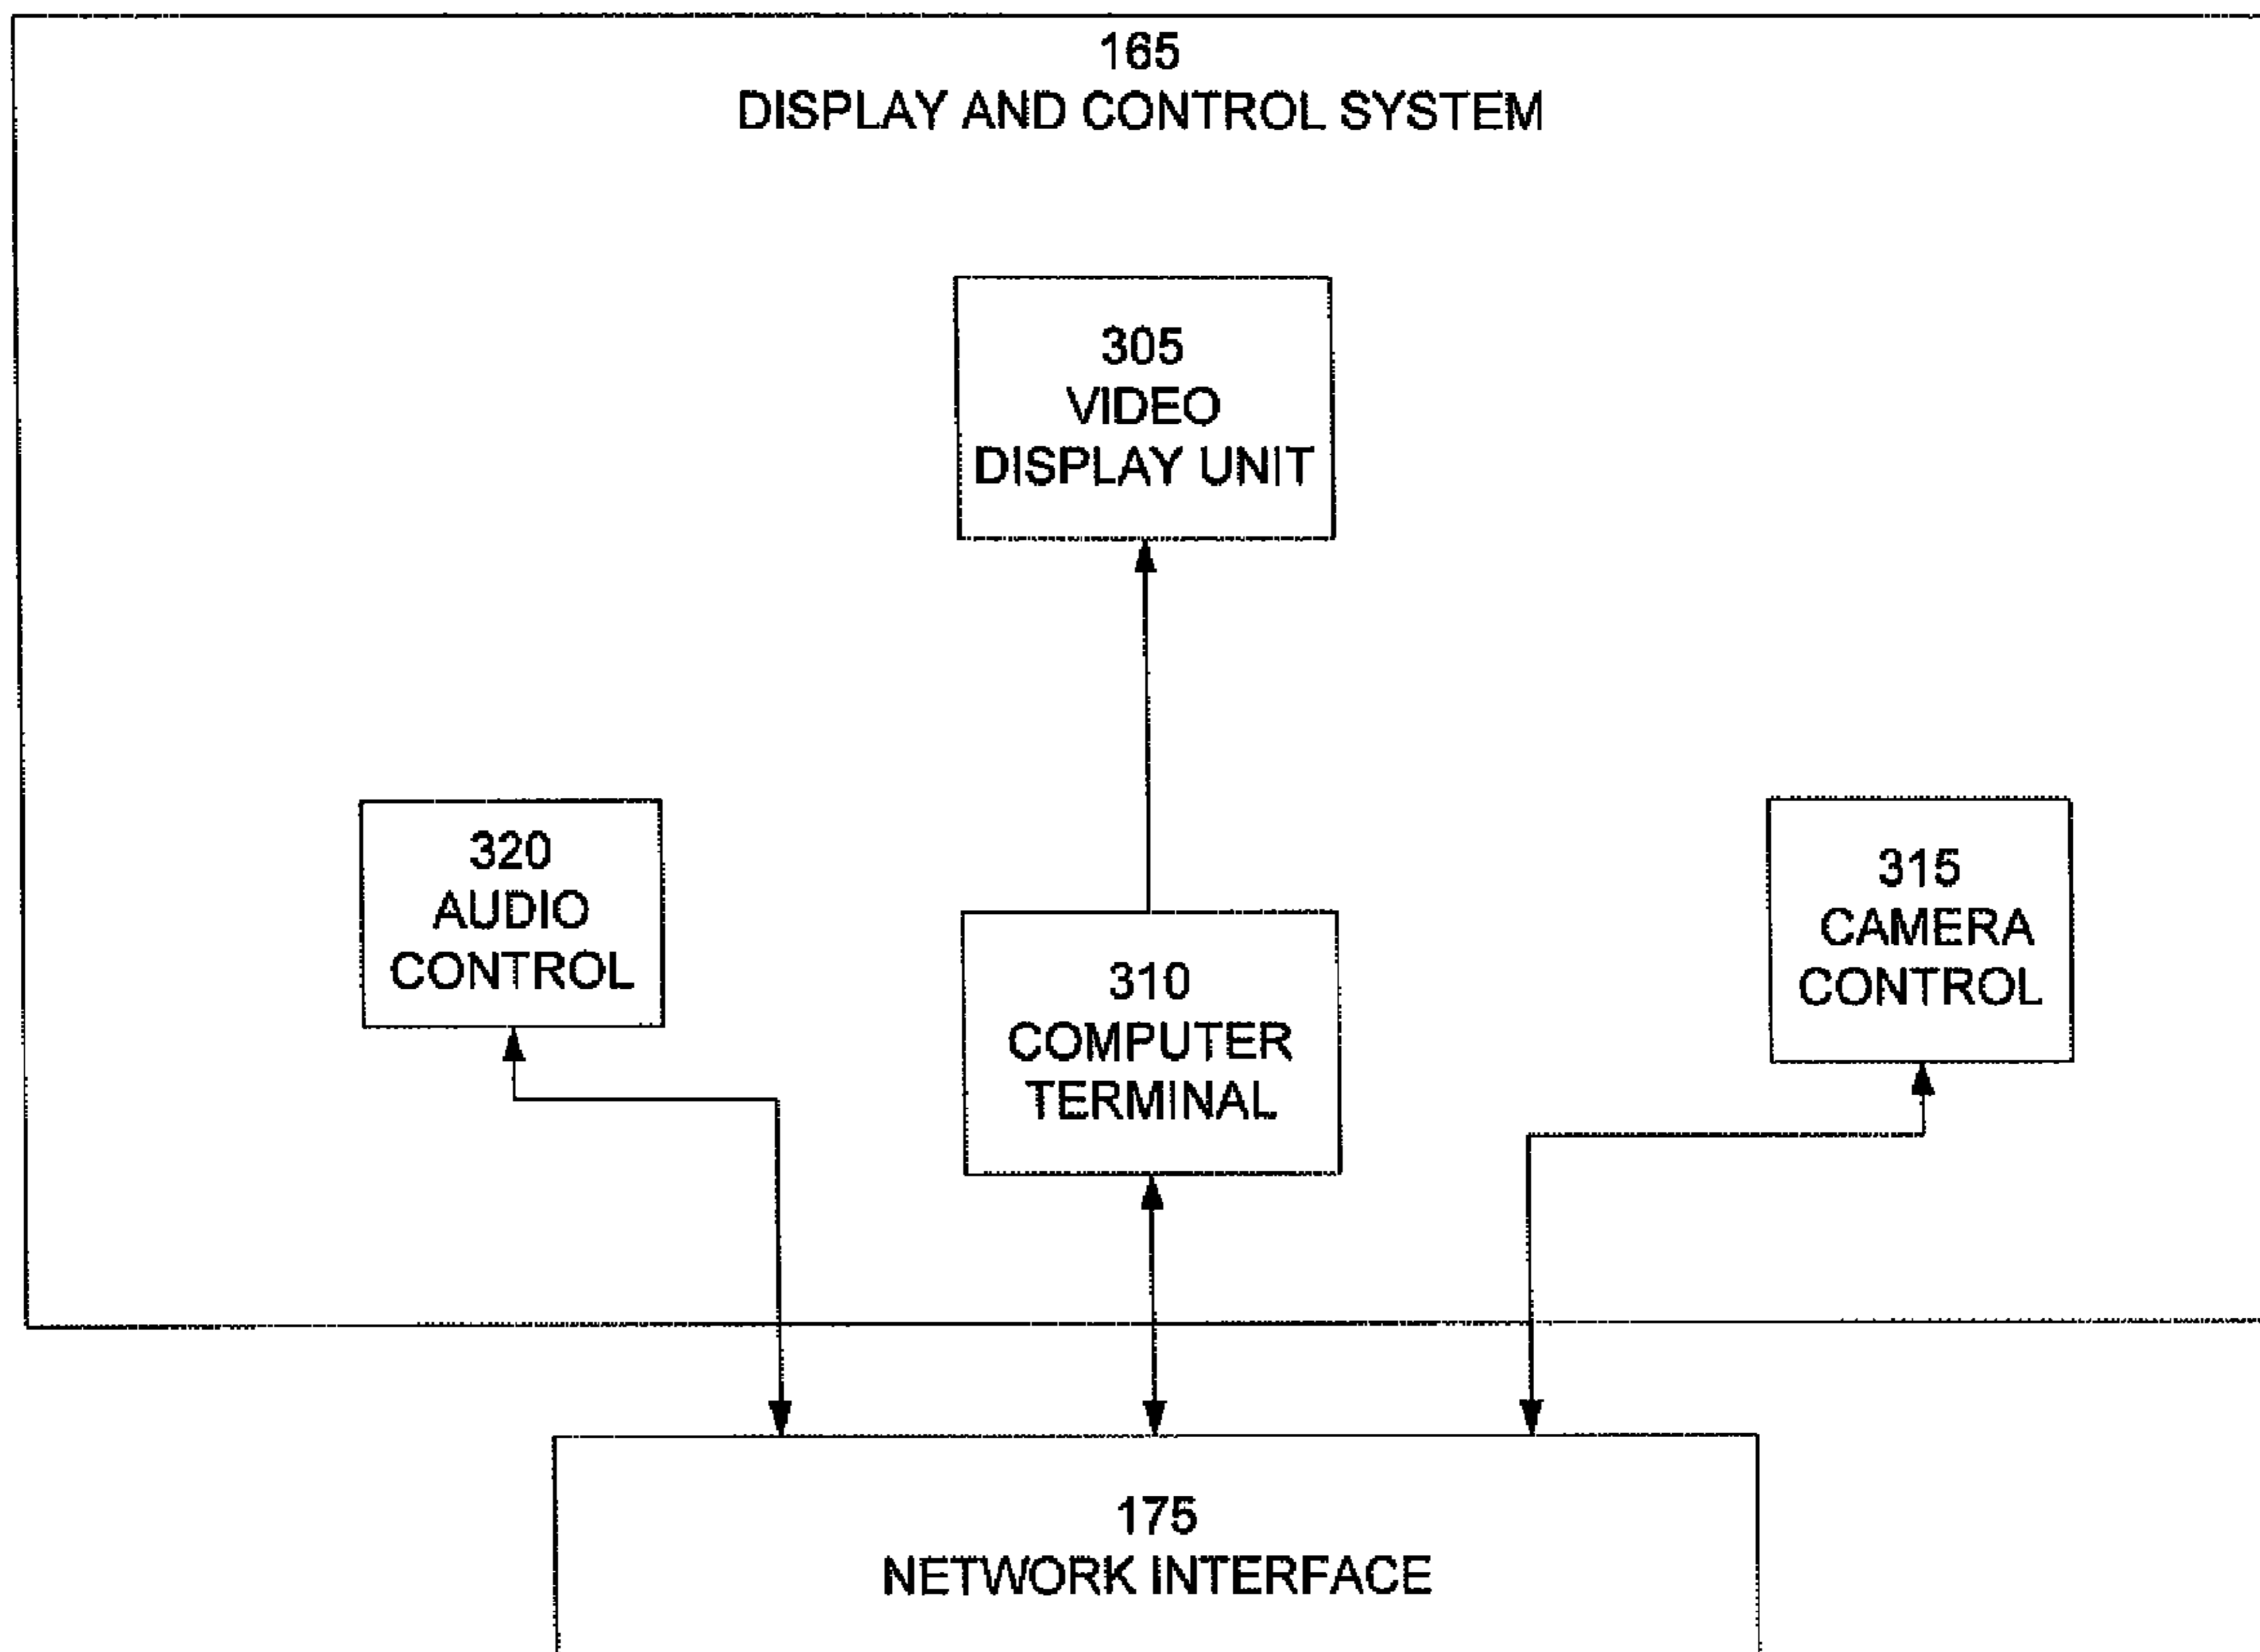 165
DISPLAY AND CONTROL SYSTEM
305
VIDEO
DISPLAY UNIT
320
AUDIO
CONTROL
310
COMPUTER
TERMINAL
315
CAMERA
CONTROL
175
NETWORK INTERFACE